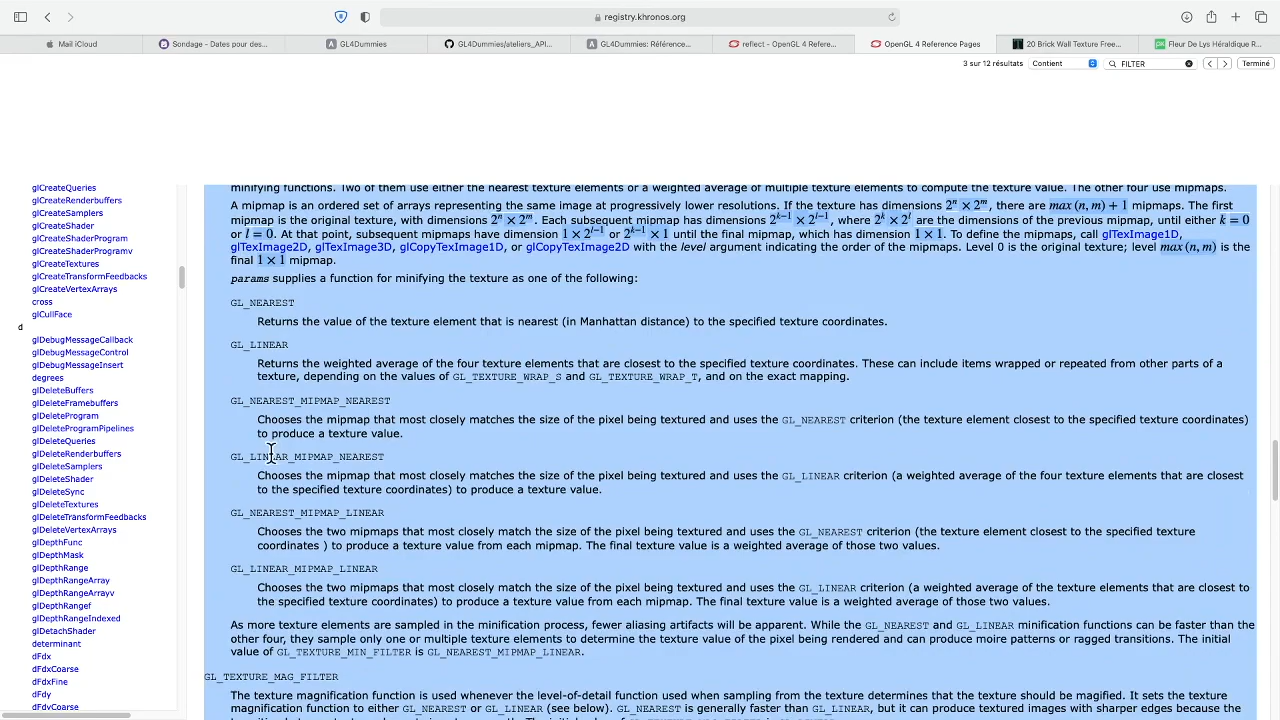 registry.khronos.org
Mail iCloud
Sondage - Dates pour des...
GL4Dummies
GL4Dummies/ateliers_API...
GL4Dummies: Référence...
reflect - OpenGL 4 Refere...
OpenGL 4 Reference Pages
20 Brick Wall Texture Free...
Fleur De Lys Héraldique R...
3 sur 12 résultats
Contient
FILTER
Terminé
glCreateQueries
glCreateRenderbuffers
glCreateSamplers
glCreateShader
glCreateShaderProgram
glCreateShaderProgramv
glCreateTextures
glCreateTransformFeedbacks
glCreateVertexArrays
cross
glCullFace
d
glDebugMessageCallback
glDebugMessageControl
glDebugMessageInsert
degrees
glDeleteBuffers
glDeleteFramebuffers
glDeleteProgram
glDeleteProgramPipelines
glDeleteQueries
glDeleteRenderbuffers
glDeleteSamplers
glDeleteShader
glDeleteSync
glDeleteTextures
glDeleteTransformFeedbacks
glDeleteVertexArrays
glDepthFunc
glDepthMask
glDepthRange
glDepthRangeArray
glDepthRangeArrayv
glDepthRangef
glDepthRangeIndexed
glDetachShader
determinant
dFdx
dFdxCoarse
dFdxFine
dFdy
dFdyCoarse
minifying functions. Two of them use either the nearest texture elements or a weighted average of multiple texture elements to compute the texture value. The other four use mipmaps.
A mipmap is an ordered set of arrays representing the same image at progressively lower resolutions. If the texture has dimensions 2ⁿ × 2ᵐ, there are max (n, m) + 1 mipmaps. The first
mipmap is the original texture, with dimensions 2ⁿ × 2ᵐ. Each subsequent mipmap has dimensions 2ᵏ⁻¹ × 2ˡ⁻¹, where 2ᵏ × 2ˡ are the dimensions of the previous mipmap, until either k = 0
or l = 0. At that point, subsequent mipmaps have dimension 1 × 2ˡ⁻¹ or 2ᵏ⁻¹ × 1 until the final mipmap, which has dimension 1 × 1. To define the mipmaps, call glTexImage1D,
glTexImage2D, glTexImage3D, glCopyTexImage1D, or glCopyTexImage2D with the level argument indicating the order of the mipmaps. Level 0 is the original texture; level max (n, m) is the
final 1 × 1 mipmap.
params supplies a function for minifying the texture as one of the following:
GL_NEAREST
Returns the value of the texture element that is nearest (in Manhattan distance) to the specified texture coordinates.
GL_LINEAR
Returns the weighted average of the four texture elements that are closest to the specified texture coordinates. These can include items wrapped or repeated from other parts of a
texture, depending on the values of GL_TEXTURE_WRAP_S and GL_TEXTURE_WRAP_T, and on the exact mapping.
GL_NEAREST_MIPMAP_NEAREST
Chooses the mipmap that most closely matches the size of the pixel being textured and uses the GL_NEAREST criterion (the texture element closest to the specified texture coordinates)
to produce a texture value.
GL_LINEAR_MIPMAP_NEAREST
Chooses the mipmap that most closely matches the size of the pixel being textured and uses the GL_LINEAR criterion (a weighted average of the four texture elements that are closest
to the specified texture coordinates) to produce a texture value.
GL_NEAREST_MIPMAP_LINEAR
Chooses the two mipmaps that most closely match the size of the pixel being textured and uses the GL_NEAREST criterion (the texture element closest to the specified texture
coordinates ) to produce a texture value from each mipmap. The final texture value is a weighted average of those two values.
GL_LINEAR_MIPMAP_LINEAR
Chooses the two mipmaps that most closely match the size of the pixel being textured and uses the GL_LINEAR criterion (a weighted average of the texture elements that are closest to
the specified texture coordinates) to produce a texture value from each mipmap. The final texture value is a weighted average of those two values.
As more texture elements are sampled in the minification process, fewer aliasing artifacts will be apparent. While the GL_NEAREST and GL_LINEAR minification functions can be faster than the
other four, they sample only one or multiple texture elements to determine the texture value of the pixel being rendered and can produce moire patterns or ragged transitions. The initial
value of GL_TEXTURE_MIN_FILTER is GL_NEAREST_MIPMAP_LINEAR.
GL_TEXTURE_MAG_FILTER
The texture magnification function is used whenever the level-of-detail function used when sampling from the texture determines that the texture should be magnified. It sets the texture
magnification function to either GL_NEAREST or GL_LINEAR (see below). GL_NEAREST is generally faster than GL_LINEAR, but it can produce textured images with sharper edges because the